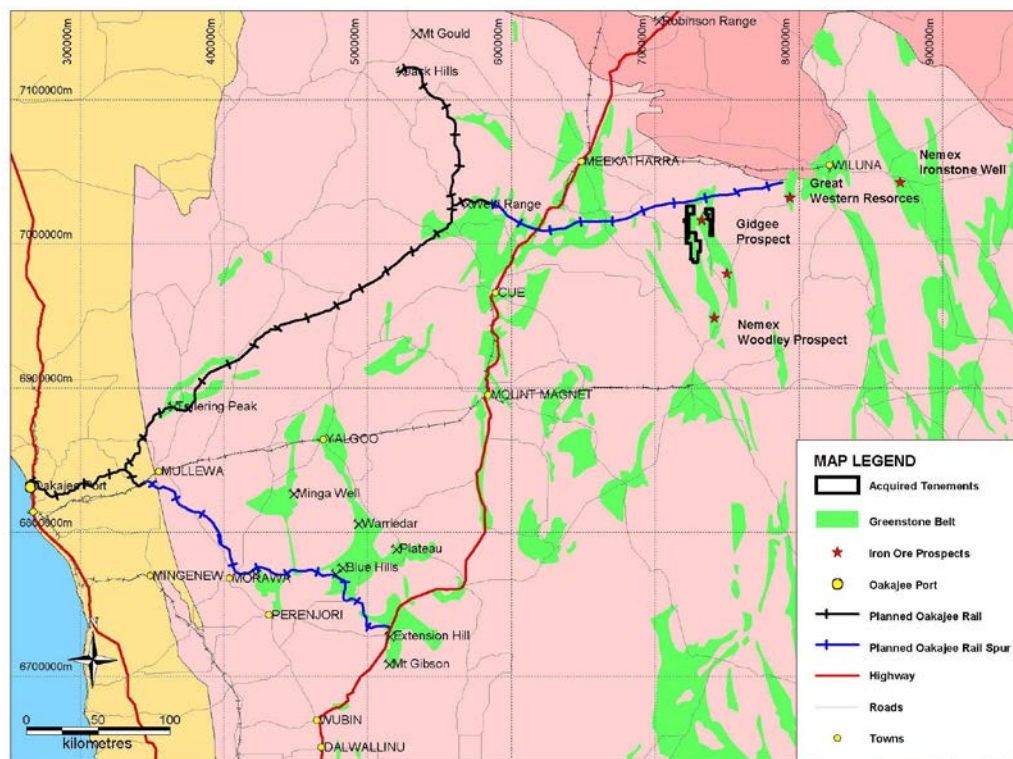 300000m
400000m
500000m
600000m
700000m
800000m
900000m
Robinson Range
Mt Gould
Jack Hills
7100000m
MEEKATHARRA
WILUNA
Nemex
Ironstone Well
Great
Western Resorces
Weld Range
Gidgee
Prospect
7000000m
CUE
Nemex
Woodley Prospect
6900000m
MOUNT MAGNET
Tallering Peak
YALGOO
MULLEWA
Oakajee Port
Minga Well
6800000m
Warriedar
Plateau
Blue Hills
MINGENEW
MORAWA
PERENJORI
Extension Hill
Mt Gibson
6700000m
WUBIN
DALWALLINU
0 50 100
kilometres
MAP LEGEND
Acquired Tenements
Greenstone Belt
Iron Ore Prospects
Oakajee Port
Planned Oakajee Rail
Planned Oakajee Rail Spur
Highway
Roads
Towns